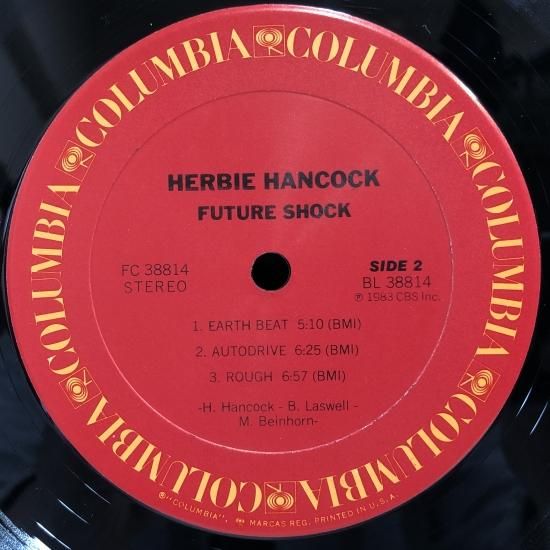 COLUMBIA COLUMBIA COLUMBIA COLUMBIA COLUMBIA COLUMBIA
HERBIE HANCOCK
FUTURE SHOCK
FC 38814
STEREO
SIDE 2
BL 38814
℗ 1983 CBS Inc.
1. EARTH BEAT 5:10 (BMI)
2. AUTODRIVE 6:25 (BMI)
3. ROUGH 6:57 (BMI)
-H. Hancock - B. Laswell -
M. Beinhorn-
® "COLUMBIA", MARCAS REG. PRINTED IN U.S.A.